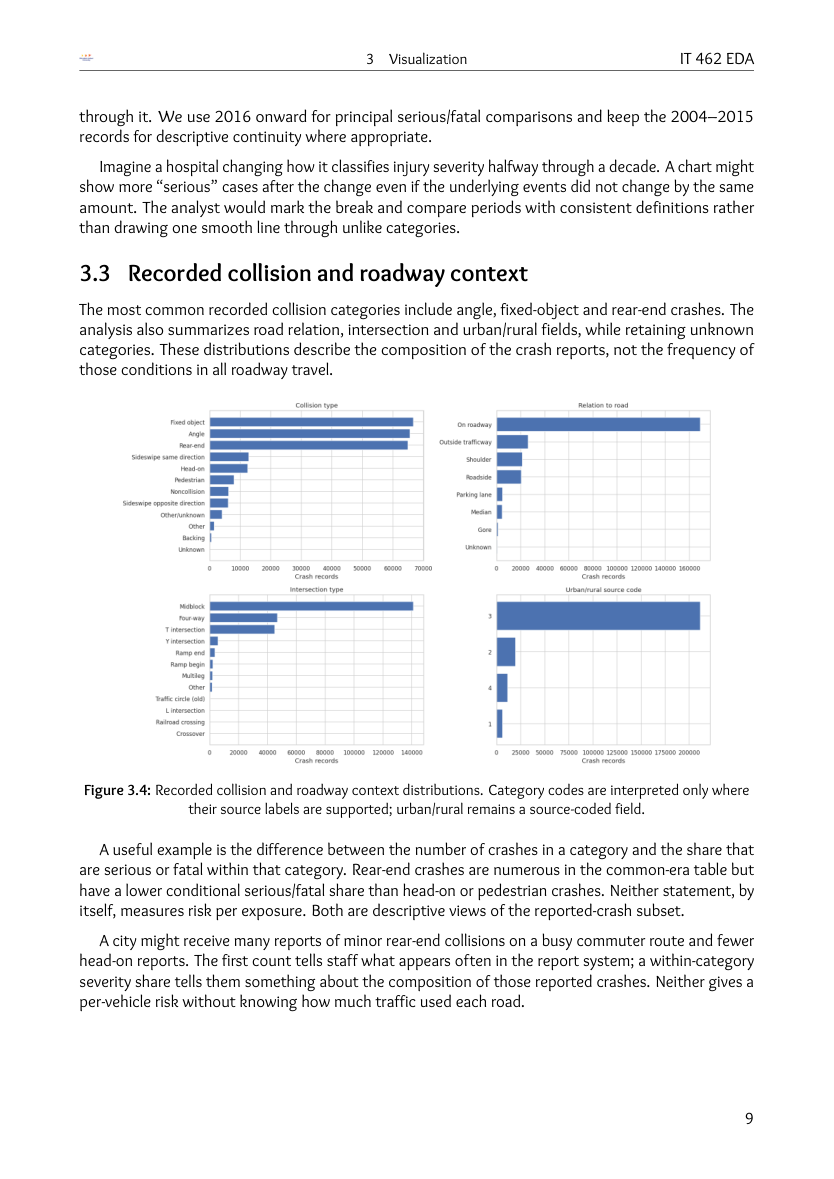 3 Visualization
IT 462 EDA
through it. We use 2016 onward for principal serious/fatal comparisons and keep the 2004–2015
records for descriptive continuity where appropriate.
Imagine a hospital changing how it classifies injury severity halfway through a decade. A chart might
show more “serious” cases after the change even if the underlying events did not change by the same
amount. The analyst would mark the break and compare periods with consistent definitions rather
than drawing one smooth line through unlike categories.
3.3 Recorded collision and roadway context
The most common recorded collision categories include angle, fixed-object and rear-end crashes. The
analysis also summarizes road relation, intersection and urban/rural fields, while retaining unknown
categories. These distributions describe the composition of the crash reports, not the frequency of
those conditions in all roadway travel.
Collision type
Fixed object
Angle
Rear-end
Sideswipe same direction
Head-on
Pedestrian
Noncollision
Sideswipe opposite direction
Other/unknown
Other
Backing
Unknown
0 10000 20000 30000 40000 50000 60000 70000
Crash records
Relation to road
On roadway
Outside trafficway
Shoulder
Roadside
Parking lane
Median
Gore
Unknown
0 20000 40000 60000 80000 100000 120000 140000 160000
Crash records
Intersection type
Midblock
Four-way
T intersection
Y intersection
Ramp end
Ramp begin
Multileg
Other
Traffic circle (old)
L intersection
Railroad crossing
Crossover
0 20000 40000 60000 80000 100000 120000 140000
Crash records
Urban/rural source code
3
2
4
1
0 25000 50000 75000 100000 125000 150000 175000 200000
Crash records
Figure 3.4: Recorded collision and roadway context distributions. Category codes are interpreted only where
their source labels are supported; urban/rural remains a source-coded field.
A useful example is the difference between the number of crashes in a category and the share that
are serious or fatal within that category. Rear-end crashes are numerous in the common-era table but
have a lower conditional serious/fatal share than head-on or pedestrian crashes. Neither statement, by
itself, measures risk per exposure. Both are descriptive views of the reported-crash subset.
A city might receive many reports of minor rear-end collisions on a busy commuter route and fewer
head-on reports. The first count tells staff what appears often in the report system; a within-category
severity share tells them something about the composition of those reported crashes. Neither gives a
per-vehicle risk without knowing how much traffic used each road.
9